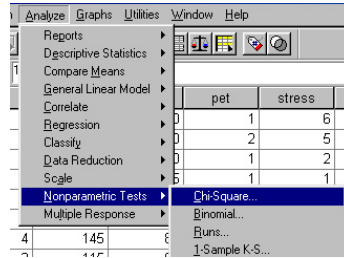 Analyze Graphs Utilities Window Help
Reports
Descriptive Statistics
Compare Means
General Linear Model
Correlate
Regression
Classify
Data Reduction
Scale
Nonparametric Tests
Multiple Response
pet stress
1 6
2 5
1 2
1 1
Chi-Square...
Binomial...
Runs...
1-Sample K-S...
4 145